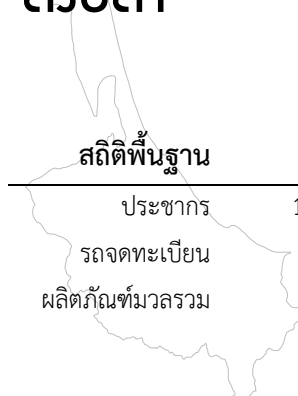 สถิติพื้นฐาน
ประชากร 1
รถจดทะเบียน
ผลิตภัณฑ์มวลรวม